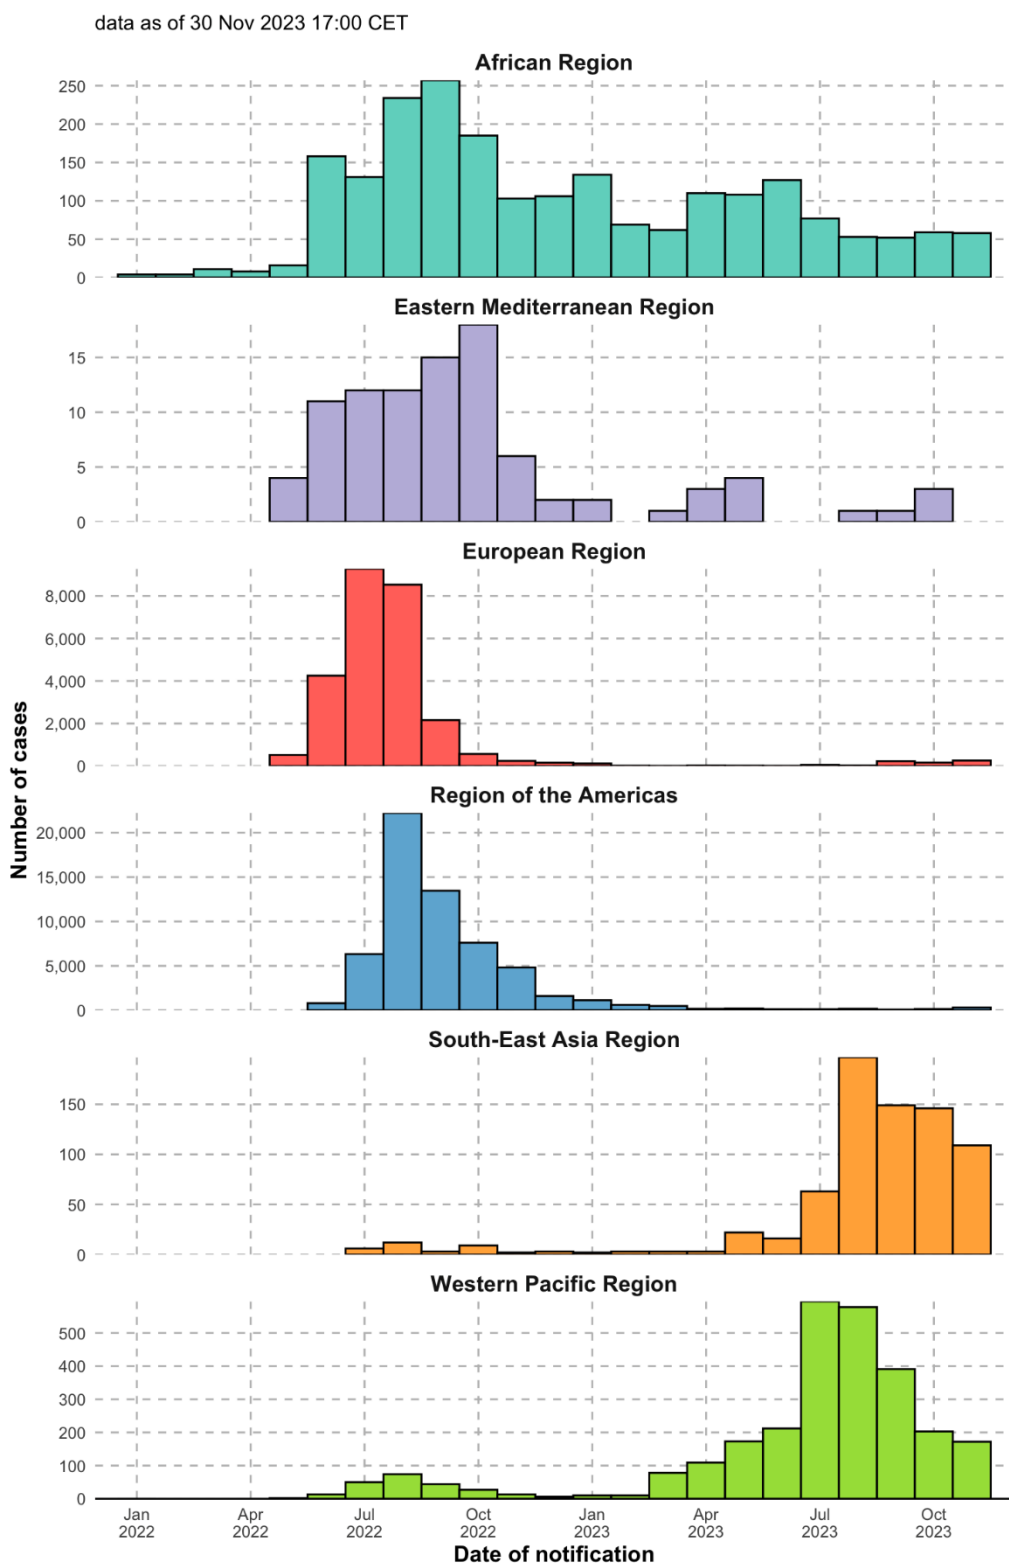 data as of 30 Nov 2023 17:00 CET
African Region
250
200
150
100
50
0
Eastern Mediterranean Region
15
10
5
0
European Region
8,000
6,000
4,000
2,000
0
Number of cases
Region of the Americas
20,000
15,000
10,000
5,000
0
South-East Asia Region
150
100
50
0
Western Pacific Region
500
400
300
200
100
0
Jan Apr Jul Oct Jan Apr Jul Oct
2022 2022 2022 2022 2023 2023 2023 2023
Date of notification